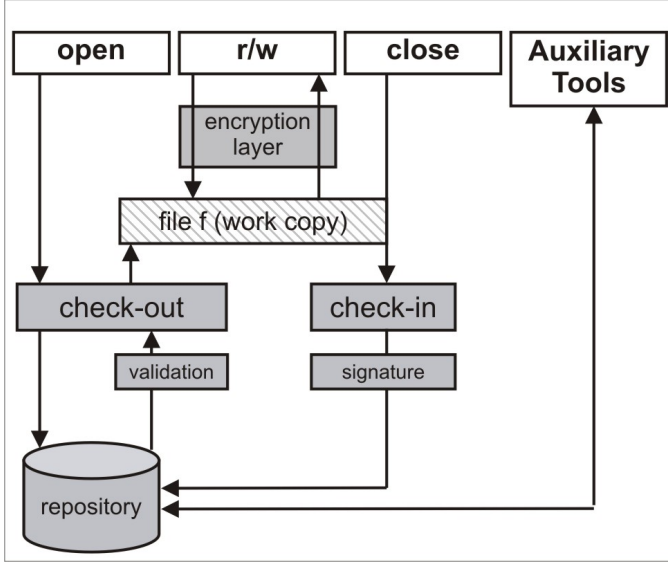 open
r/w
close
Auxiliary
Tools
encryption
layer
file f (work copy)
check-out
check-in
validation
signature
repository